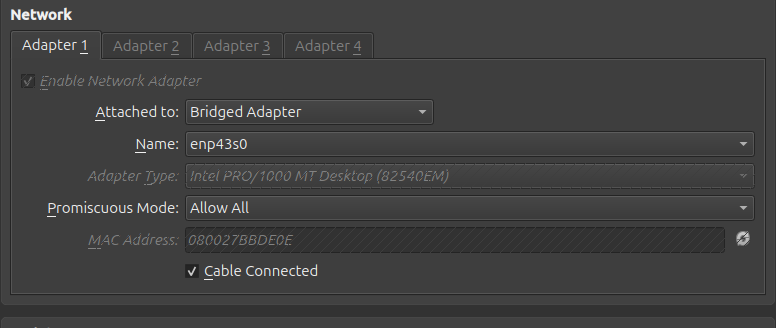 Network
Adapter 1 Adapter 2 Adapter 3 Adapter 4
Enable Network Adapter
Attached to: Bridged Adapter
Name: enp43s0
Adapter Type: Intel PRO/1000 MT Desktop (82540EM)
Promiscuous Mode: Allow All
MAC Address: 080027BBDE0E
Cable Connected